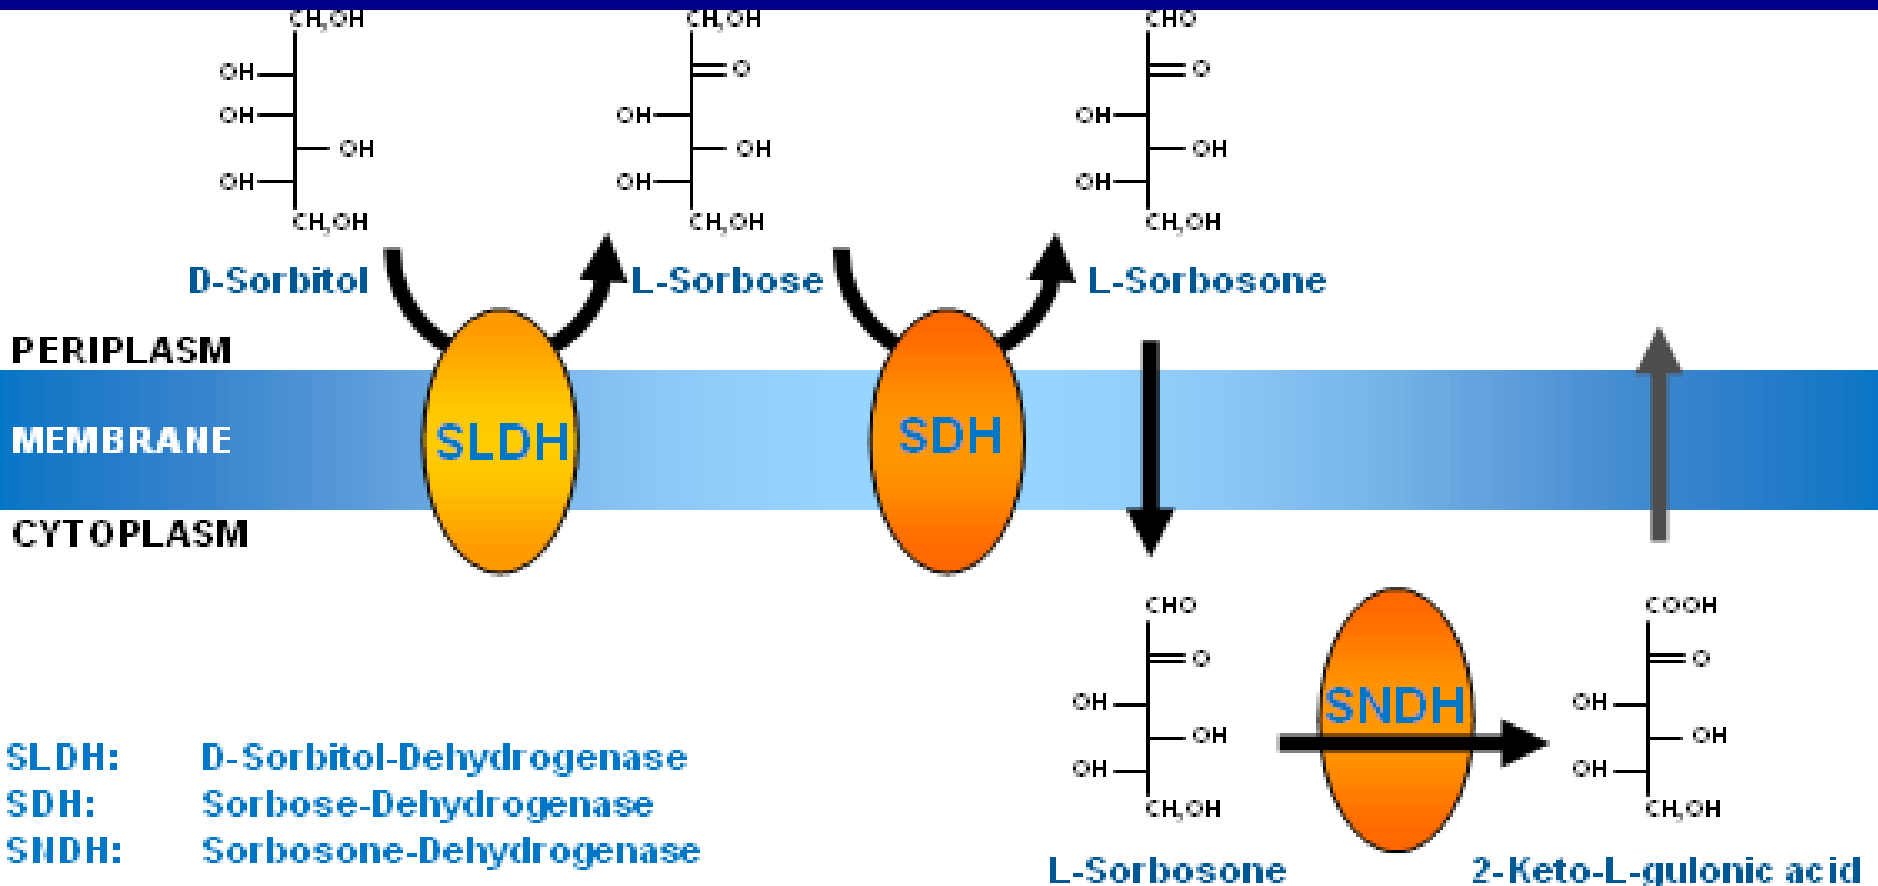 CH₂OH
OH
OH
OH
OH
CH₂OH
D-Sorbitol
CH₂OH
O
OH
OH
OH
CH₂OH
L-Sorbose
CHO
O
OH
OH
OH
CH₂OH
L-Sorbosone
PERIPLASM
MEMBRANE
CYTOPLASM
SLDH
SDH
CHO
O
OH
OH
OH
CH₂OH
L-Sorbosone
SNDH
COOH
O
OH
OH
OH
CH₂OH
2-Keto-L-gulonic acid
SLDH: D-Sorbitol-Dehydrogenase
SDH: Sorbose-Dehydrogenase
SNDH: Sorbosone-Dehydrogenase